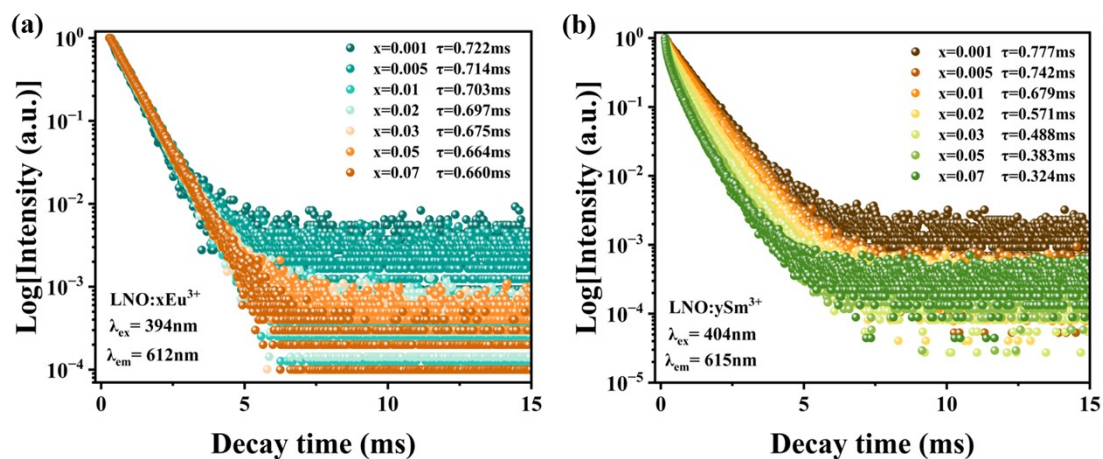 (a)
Log[Intensity (a.u.)]
10⁰
10⁻¹
10⁻²
10⁻³
10⁻⁴
x=0.001 τ=0.722ms
x=0.005 τ=0.714ms
x=0.01 τ=0.703ms
x=0.02 τ=0.697ms
x=0.03 τ=0.675ms
x=0.05 τ=0.664ms
x=0.07 τ=0.660ms
LNO:xEu³⁺
λex= 394nm
λem= 612nm
0 5 10 15
Decay time (ms)
(b)
Log[Intensity (a.u.)]
10⁰
10⁻¹
10⁻²
10⁻³
10⁻⁴
10⁻⁵
x=0.001 τ=0.777ms
x=0.005 τ=0.742ms
x=0.01 τ=0.679ms
x=0.02 τ=0.571ms
x=0.03 τ=0.488ms
x=0.05 τ=0.383ms
x=0.07 τ=0.324ms
LNO:ySm³⁺
λex= 404nm
λem= 615nm
0 5 10 15
Decay time (ms)